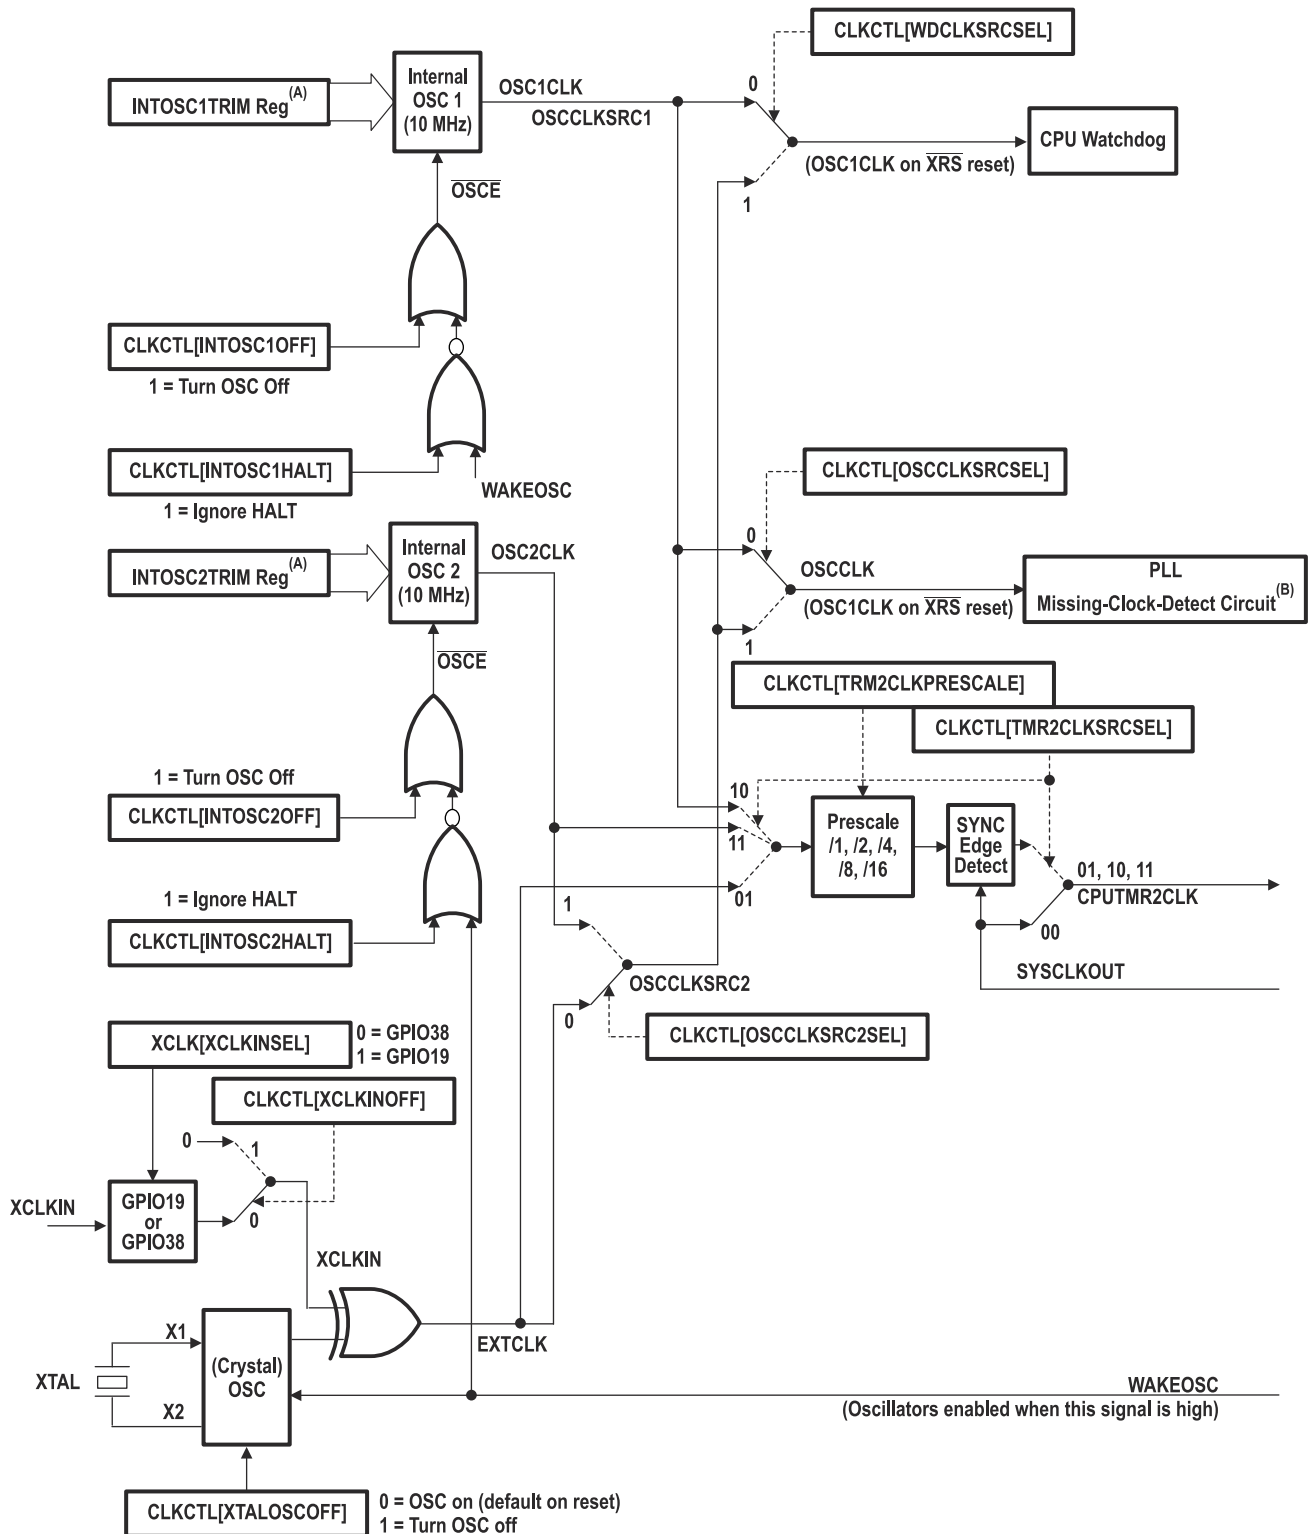 CLKCTL[WDCLKSRCSEL]
Internal
OSC 1
(10 MHz)
INTOSC1TRIM Reg(A)
OSC1CLK
OSCCLKSRC1
0
CPU Watchdog
(OSC1CLK on XRS reset)
1
OSCE
CLKCTL[INTOSC1OFF]
1 = Turn OSC Off
CLKCTL[INTOSC1HALT]
1 = Ignore HALT
WAKEOSC
CLKCTL[OSCCLKSRCSEL]
Internal
OSC 2
(10 MHz)
INTOSC2TRIM Reg(A)
OSC2CLK
0
OSCCLK
(OSC1CLK on XRS reset)
1
PLL
Missing-Clock-Detect Circuit(B)
OSCE
CLKCTL[TRM2CLKPRESCALE]
CLKCTL[TMR2CLKSRCSEL]
1 = Turn OSC Off
CLKCTL[INTOSC2OFF]
10
11
01
Prescale
/1, /2, /4,
/8, /16
SYNC
Edge
Detect
01, 10, 11
CPUTMR2CLK
00
SYSCLKOUT
1 = Ignore HALT
CLKCTL[INTOSC2HALT]
1
OSCCLKSRC2
0
CLKCTL[OSCCLKSRC2SEL]
XCLK[XCLKINSEL]
0 = GPIO38
1 = GPIO19
CLKCTL[XCLKINOFF]
0
1
XCLKIN
GPIO19
or
GPIO38
0
XCLKIN
EXTCLK
X1
XTAL
X2
(Crystal)
OSC
WAKEOSC
(Oscillators enabled when this signal is high)
CLKCTL[XTALOSCOFF]
0 = OSC on (default on reset)
1 = Turn OSC off